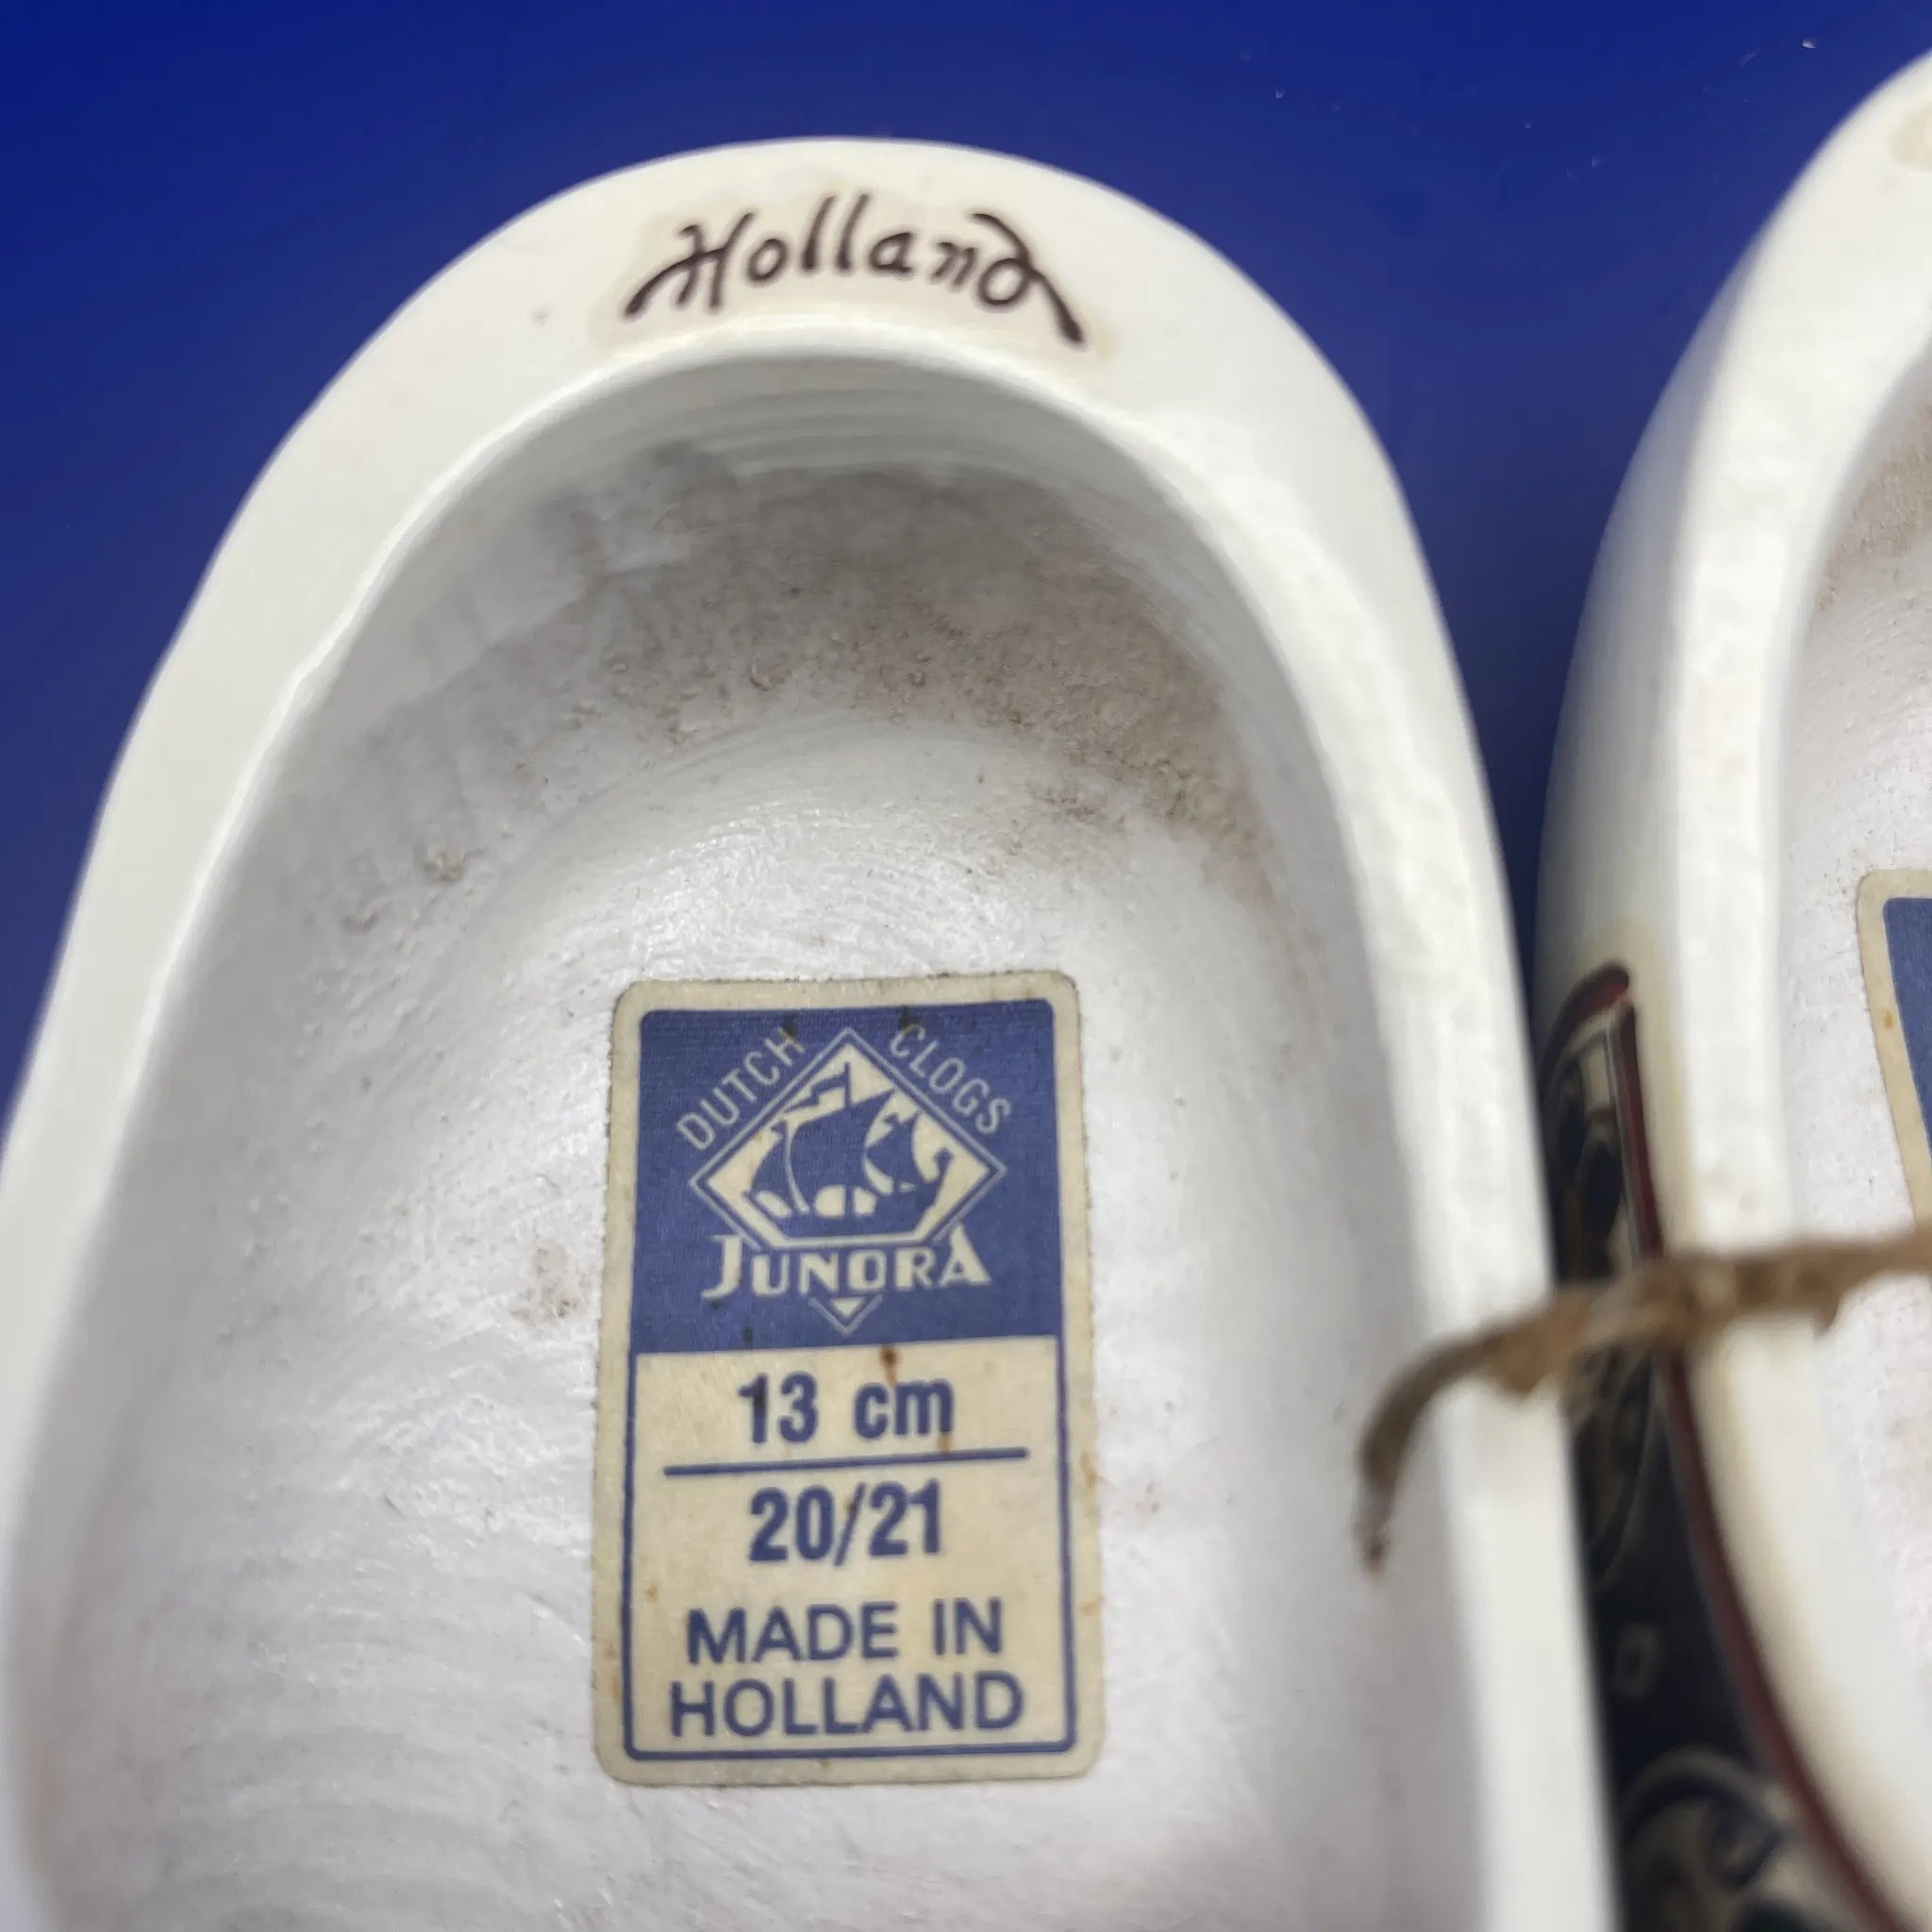 Holland
DUTCH CLOGS
JUNORA
13 cm
20/21
MADE IN
HOLLAND